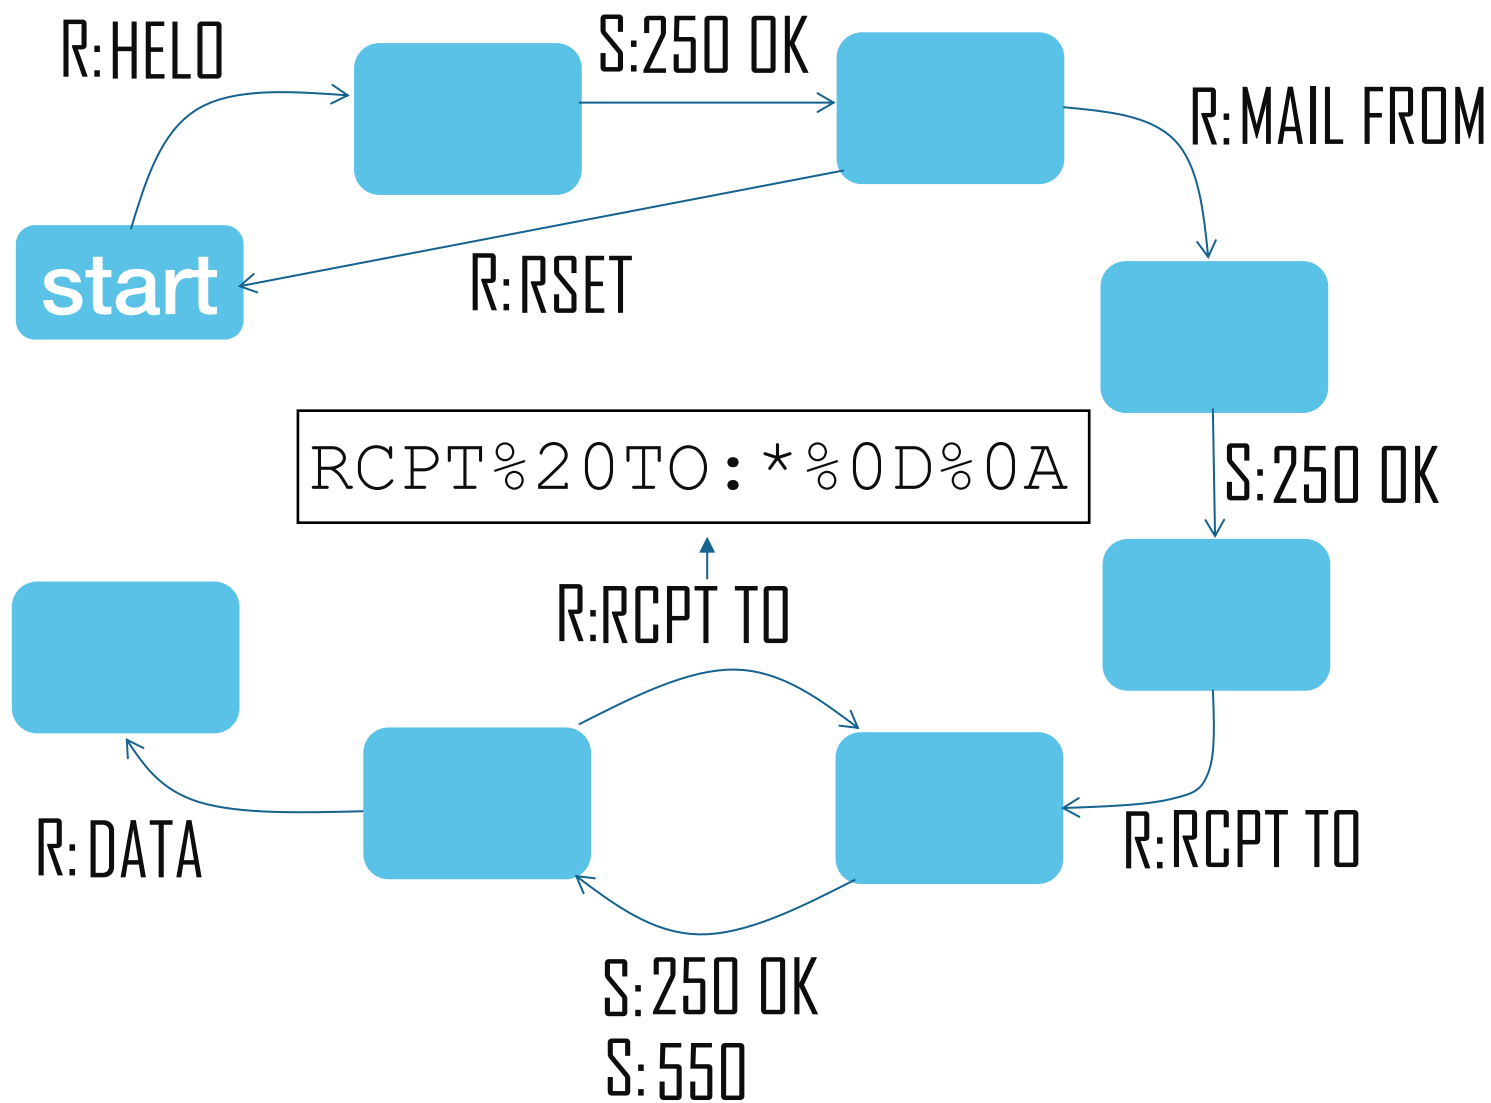 R:HELO
S:250 OK
R:MAIL FROM
start
R:RSET
RCPT%20TO:*%0D%0A
S:250 OK
R:RCPT TO
R:DATA
R:RCPT TO
S:250 OK
S:550